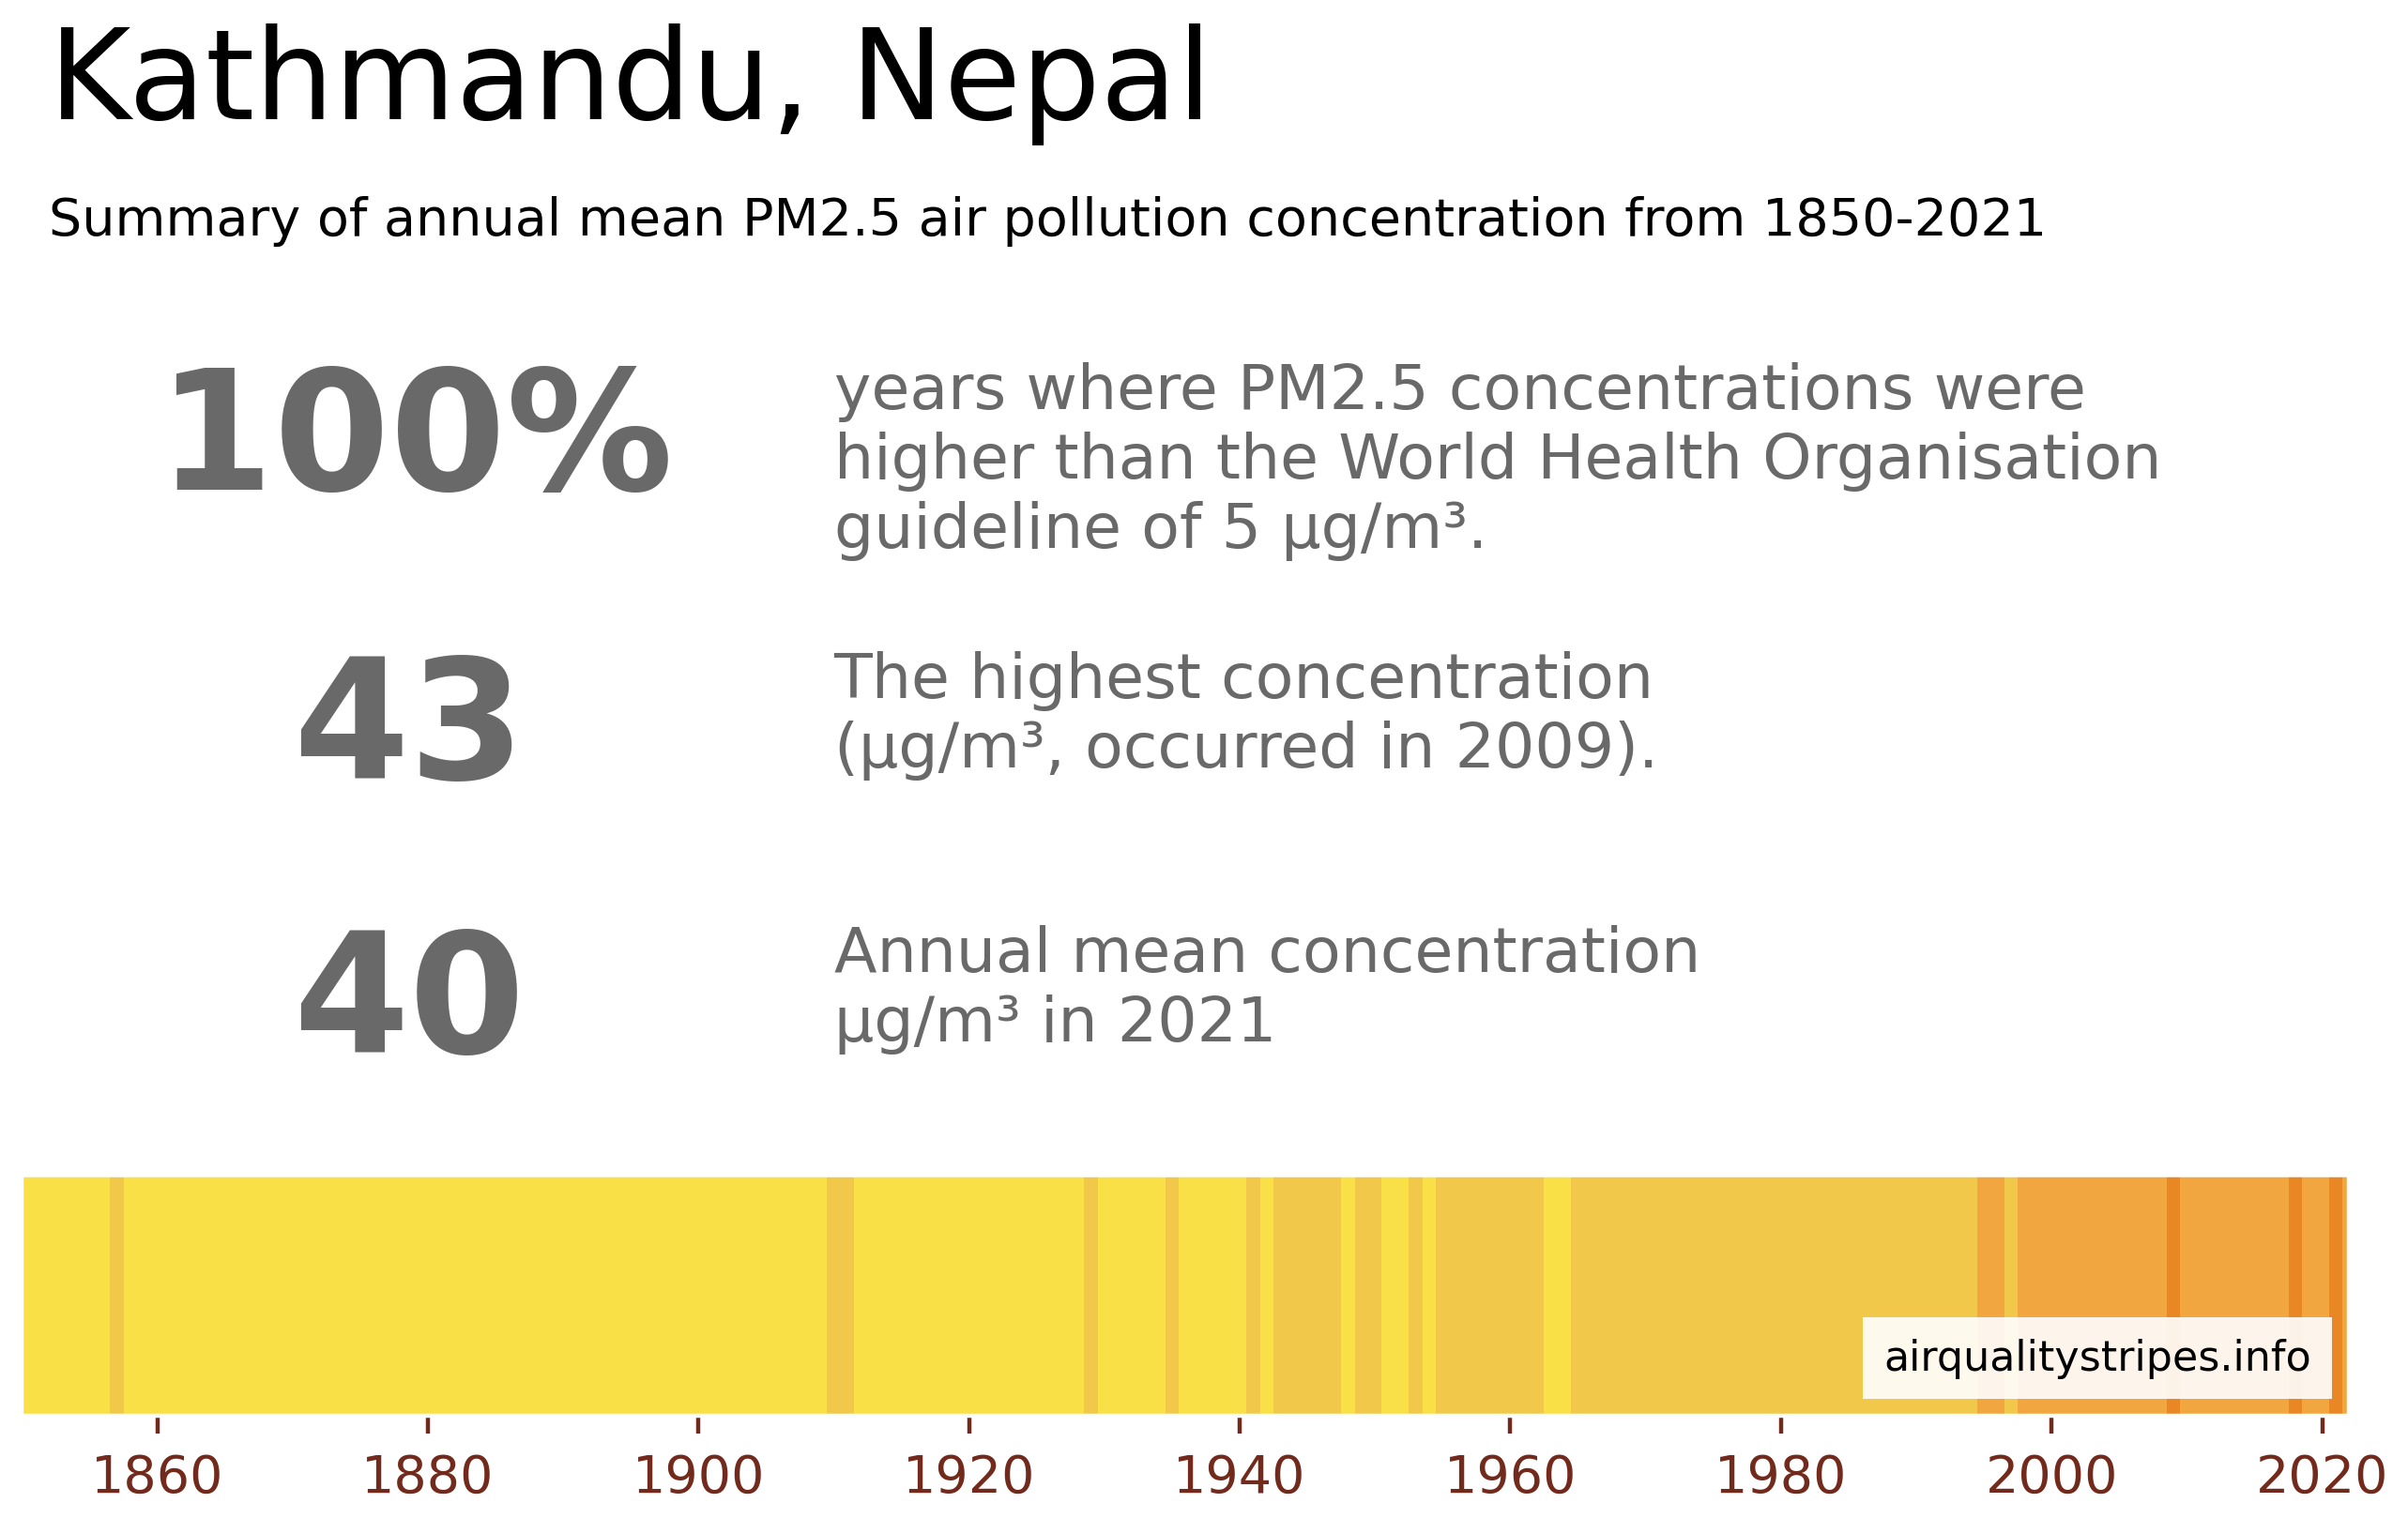 Kathmandu, Nepal
Summary of annual mean PM2.5 air pollution concentration from 1850-2021
100%
years where PM2.5 concentrations were
higher than the World Health Organisation
guideline of 5 µg/m³.
43
The highest concentration
(µg/m³, occurred in 2009).
40
Annual mean concentration
µg/m³ in 2021
airqualitystripes.info
1860 1880 1900 1920 1940 1960 1980 2000 2020